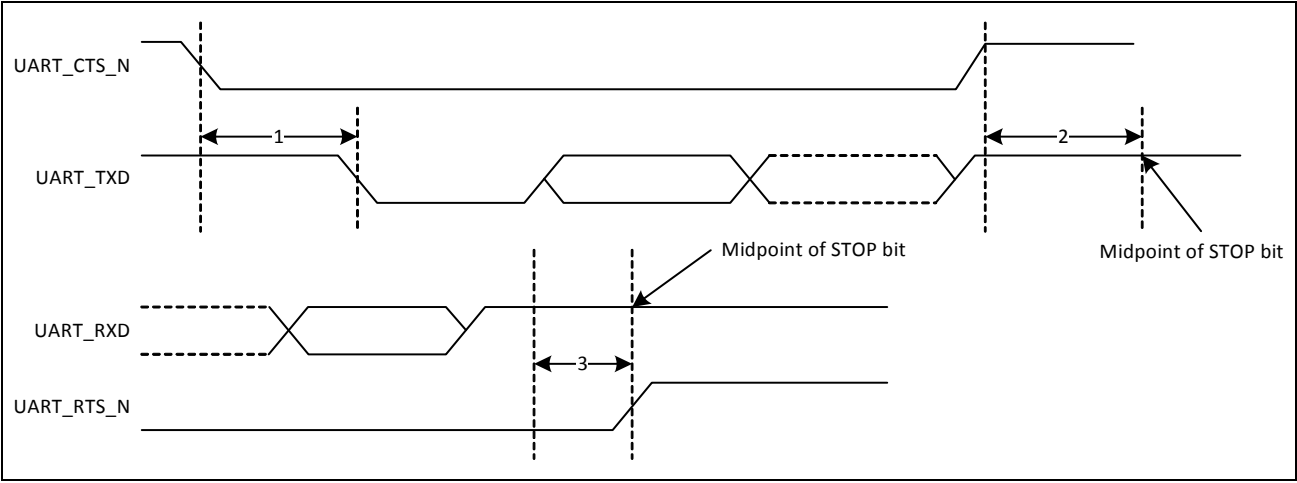 UART_CTS_N
1
2
UART_TXD
Midpoint of STOP bit
Midpoint of STOP bit
UART_RXD
3
UART_RTS_N